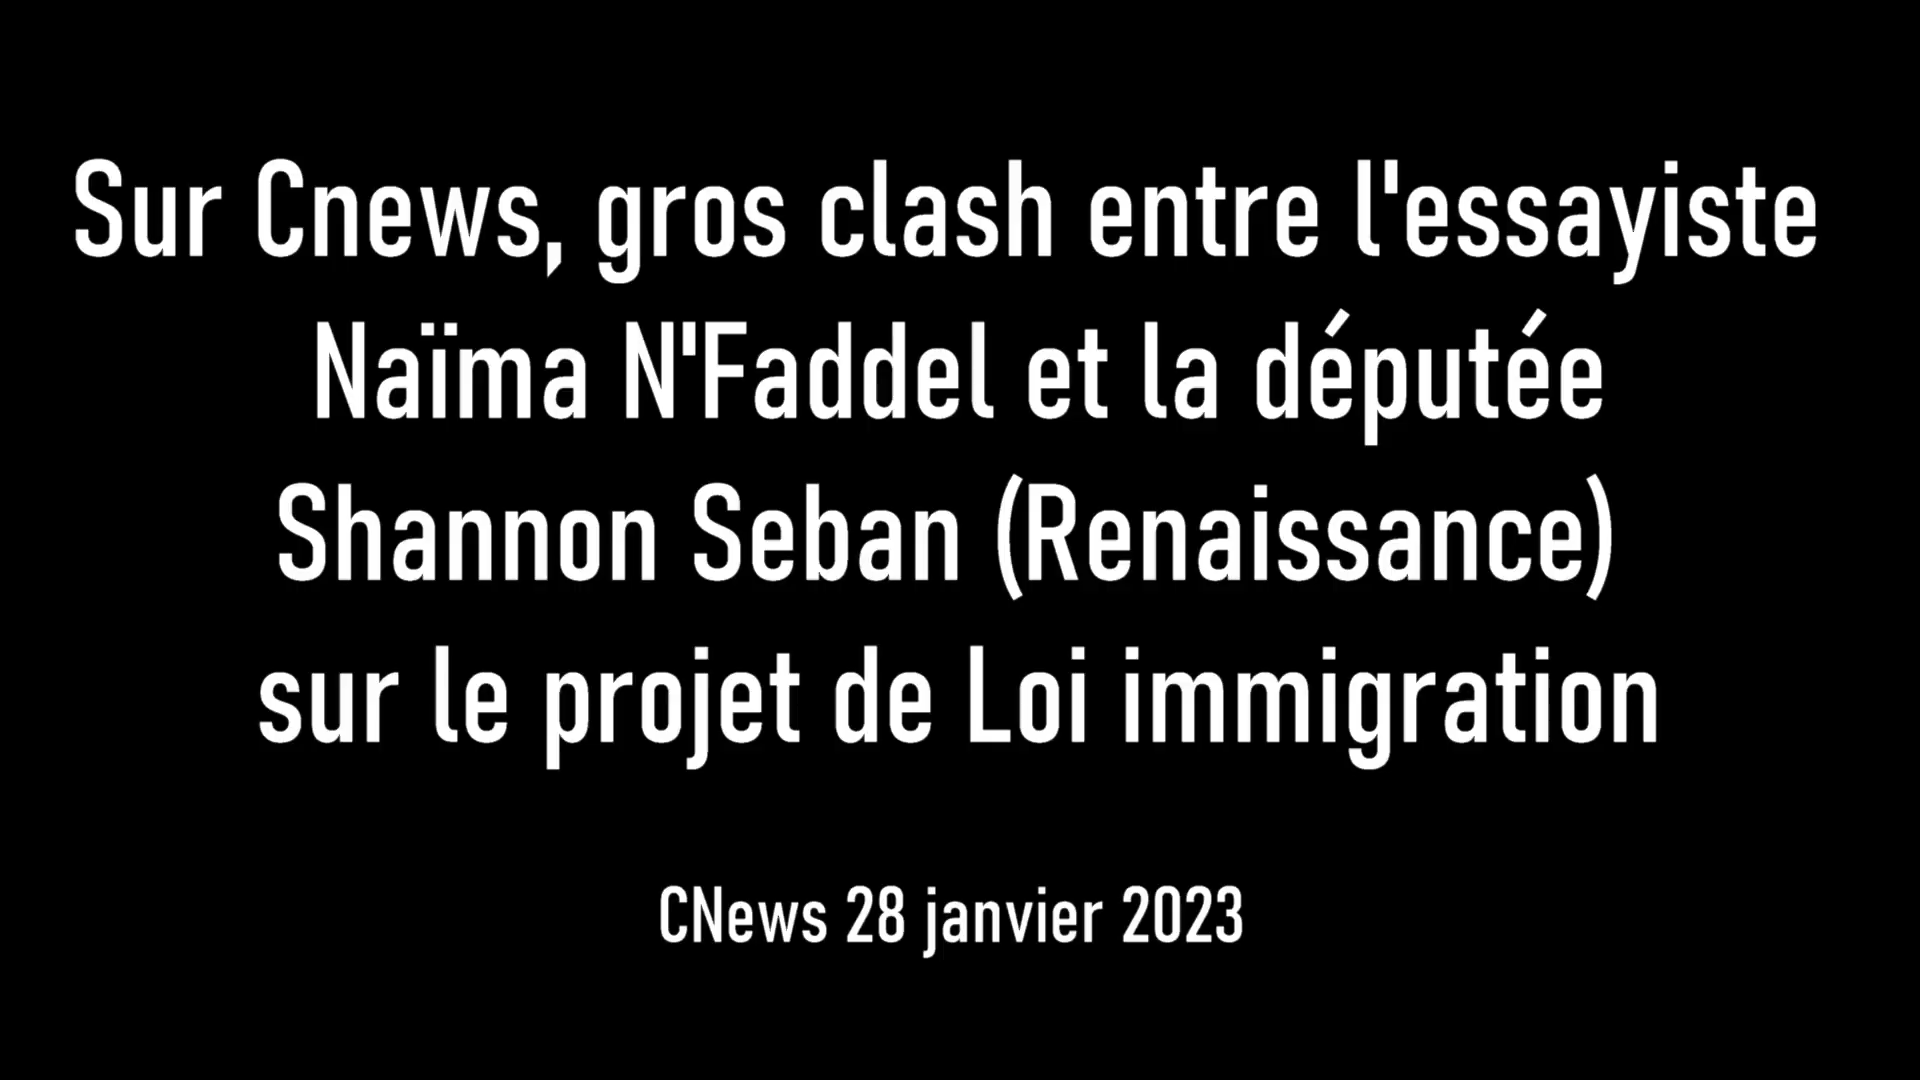 Sur Cnews, gros clash entre l'essayiste
Naïma N'Faddel et la députée
Shannon Seban (Renaissance)
sur le projet de Loi immigration
CNews 28 janvier 2023